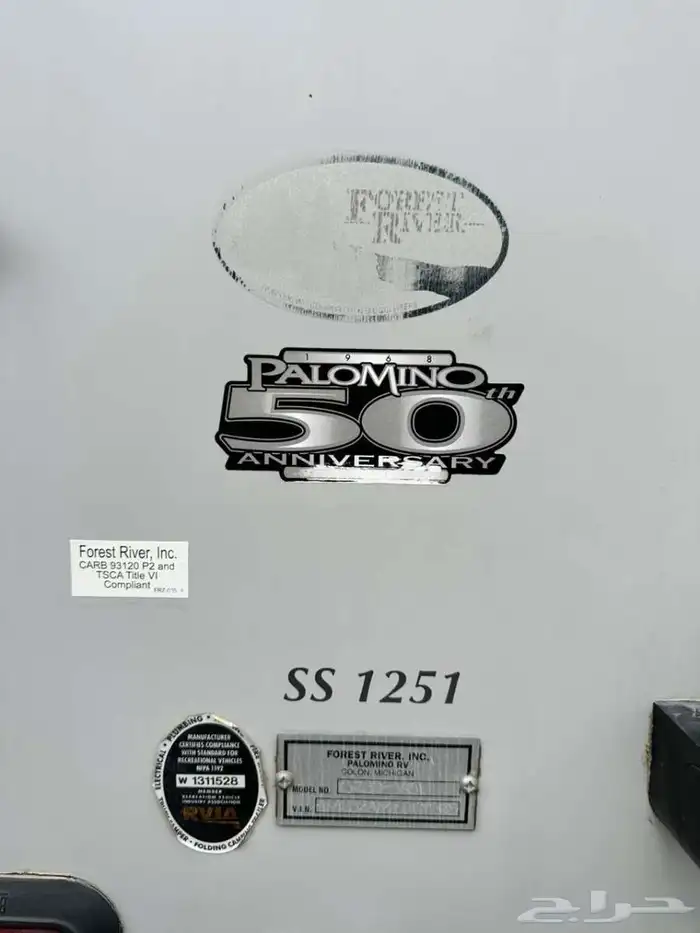 FOREST
RIVER
1968
PALOMINO
50th
ANNIVERSARY
Forest River, Inc.
CARB 93120 P2 and
TSCA Title VI
Compliant
SS 1251
ELECTRICAL • PLUMBING •
MANUFACTURER
CERTIFIES COMPLIANCE
WITH STANDARD FOR
RECREATIONAL VEHICLES
NFPA 1192
W 1311528
MEMBER
RECREATION VEHICLE
INDUSTRY ASSOCIATION
RVIA
FOLDING CAMPING TRAILER
FOREST RIVER, INC.
PALOMINO RV
COLON, MICHIGAN
MODEL NO.
V.I.N.
حراج